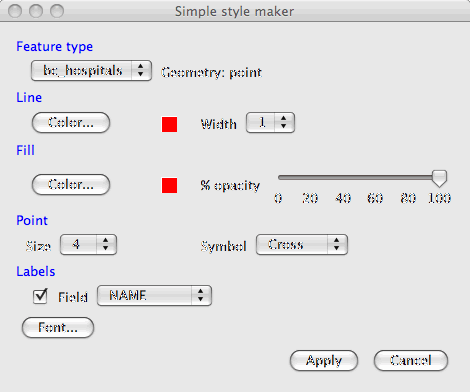 Simple style maker
Feature type
bc_hospitals Geometry: point
Line
Color... Width 1
Fill
Color... % opacity
0 20 40 60 80 100
Point
Size 4 Symbol Cross
Labels
Field NAME
Font...
Apply Cancel